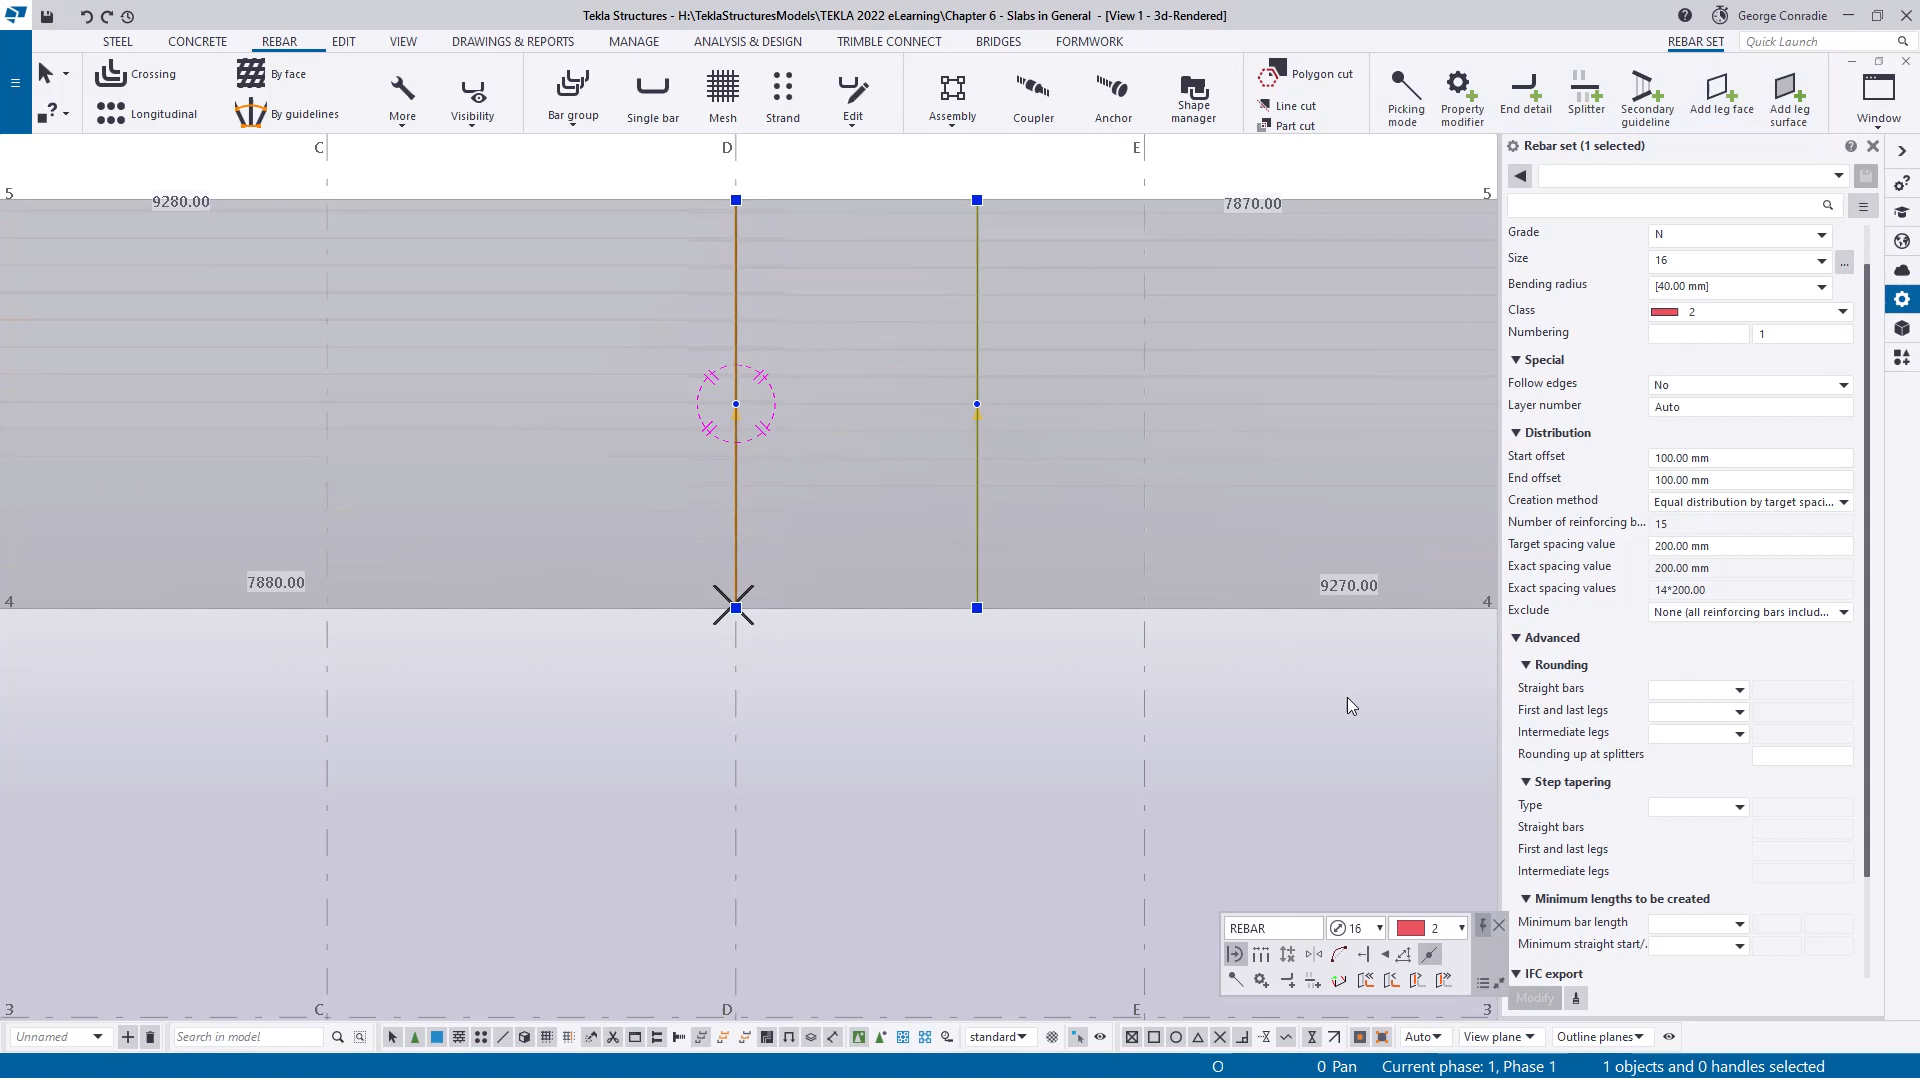 Tekla Structures - H:\TeklaStructuresModels\TEKLA 2022 eLearning\Chapter 6 - Slabs in General - [View 1 - 3d-Rendered]
George Conradie
STEEL CONCRETE REBAR EDIT VIEW DRAWINGS & REPORTS MANAGE ANALYSIS & DESIGN TRIMBLE CONNECT BRIDGES FORMWORK REBAR SET Quick Launch
Crossing
Longitudinal
By face
By guidelines
More
Visibility
Bar group
Single bar
Mesh
Strand
Edit
Assembly
Coupler
Anchor
Shape manager
Polygon cut
Line cut
Part cut
Picking mode
Property modifier
End detail
Splitter
Secondary guideline
Add leg face
Add leg surface
Window
C D E
5 5
9280.00 7870.00
7880.00 9270.00
4 4
3 C D E 3
Rebar set (1 selected)
Grade N
Size 16 ...
Bending radius [40.00 mm]
Class 2
Numbering 1
Special
Follow edges No
Layer number Auto
Distribution
Start offset 100.00 mm
End offset 100.00 mm
Creation method Equal distribution by target spaci...
Number of reinforcing b... 15
Target spacing value 200.00 mm
Exact spacing value 200.00 mm
Exact spacing values 14*200.00
Exclude None (all reinforcing bars includ...
Advanced
Rounding
Straight bars
First and last legs
Intermediate legs
Rounding up at splitters
Step tapering
Type
Straight bars
First and last legs
Intermediate legs
Minimum lengths to be created
Minimum bar length
Minimum straight start/.
IFC export
Modify
REBAR 16 2
Unnamed Search in model standard Auto View plane Outline planes
O 0 Pan Current phase: 1, Phase 1 1 objects and 0 handles selected